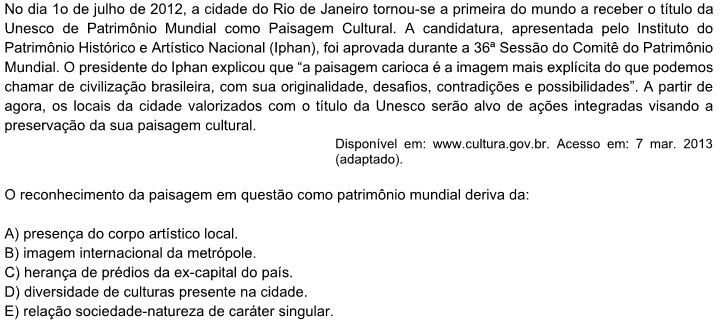 No dia 1o de julho de 2012, a cidade do Rio de Janeiro tornou-se a primeira do mundo a receber o título da
Unesco de Patrimônio Mundial como Paisagem Cultural. A candidatura, apresentada pelo Instituto do
Patrimônio Histórico e Artístico Nacional (Iphan), foi aprovada durante a 36ª Sessão do Comitê do Patrimônio
Mundial. O presidente do Iphan explicou que “a paisagem carioca é a imagem mais explícita do que podemos
chamar de civilização brasileira, com sua originalidade, desafios, contradições e possibilidades”. A partir de
agora, os locais da cidade valorizados com o título da Unesco serão alvo de ações integradas visando a
preservação da sua paisagem cultural.
Disponível em: www.cultura.gov.br. Acesso em: 7 mar. 2013
(adaptado).
O reconhecimento da paisagem em questão como patrimônio mundial deriva da:
A) presença do corpo artístico local.
B) imagem internacional da metrópole.
C) herança de prédios da ex-capital do país.
D) diversidade de culturas presente na cidade.
E) relação sociedade-natureza de caráter singular.